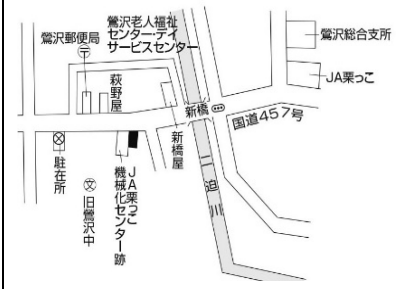 鶯沢郵便局
鶯沢老人福祉
センター・デイ
サービスセンター
鶯沢総合支所
JA栗っこ
萩野屋
新橋
国道457号
新橋屋
二迫川
駐在所
文
旧鶯沢中
JA栗っこ
機械化センター跡